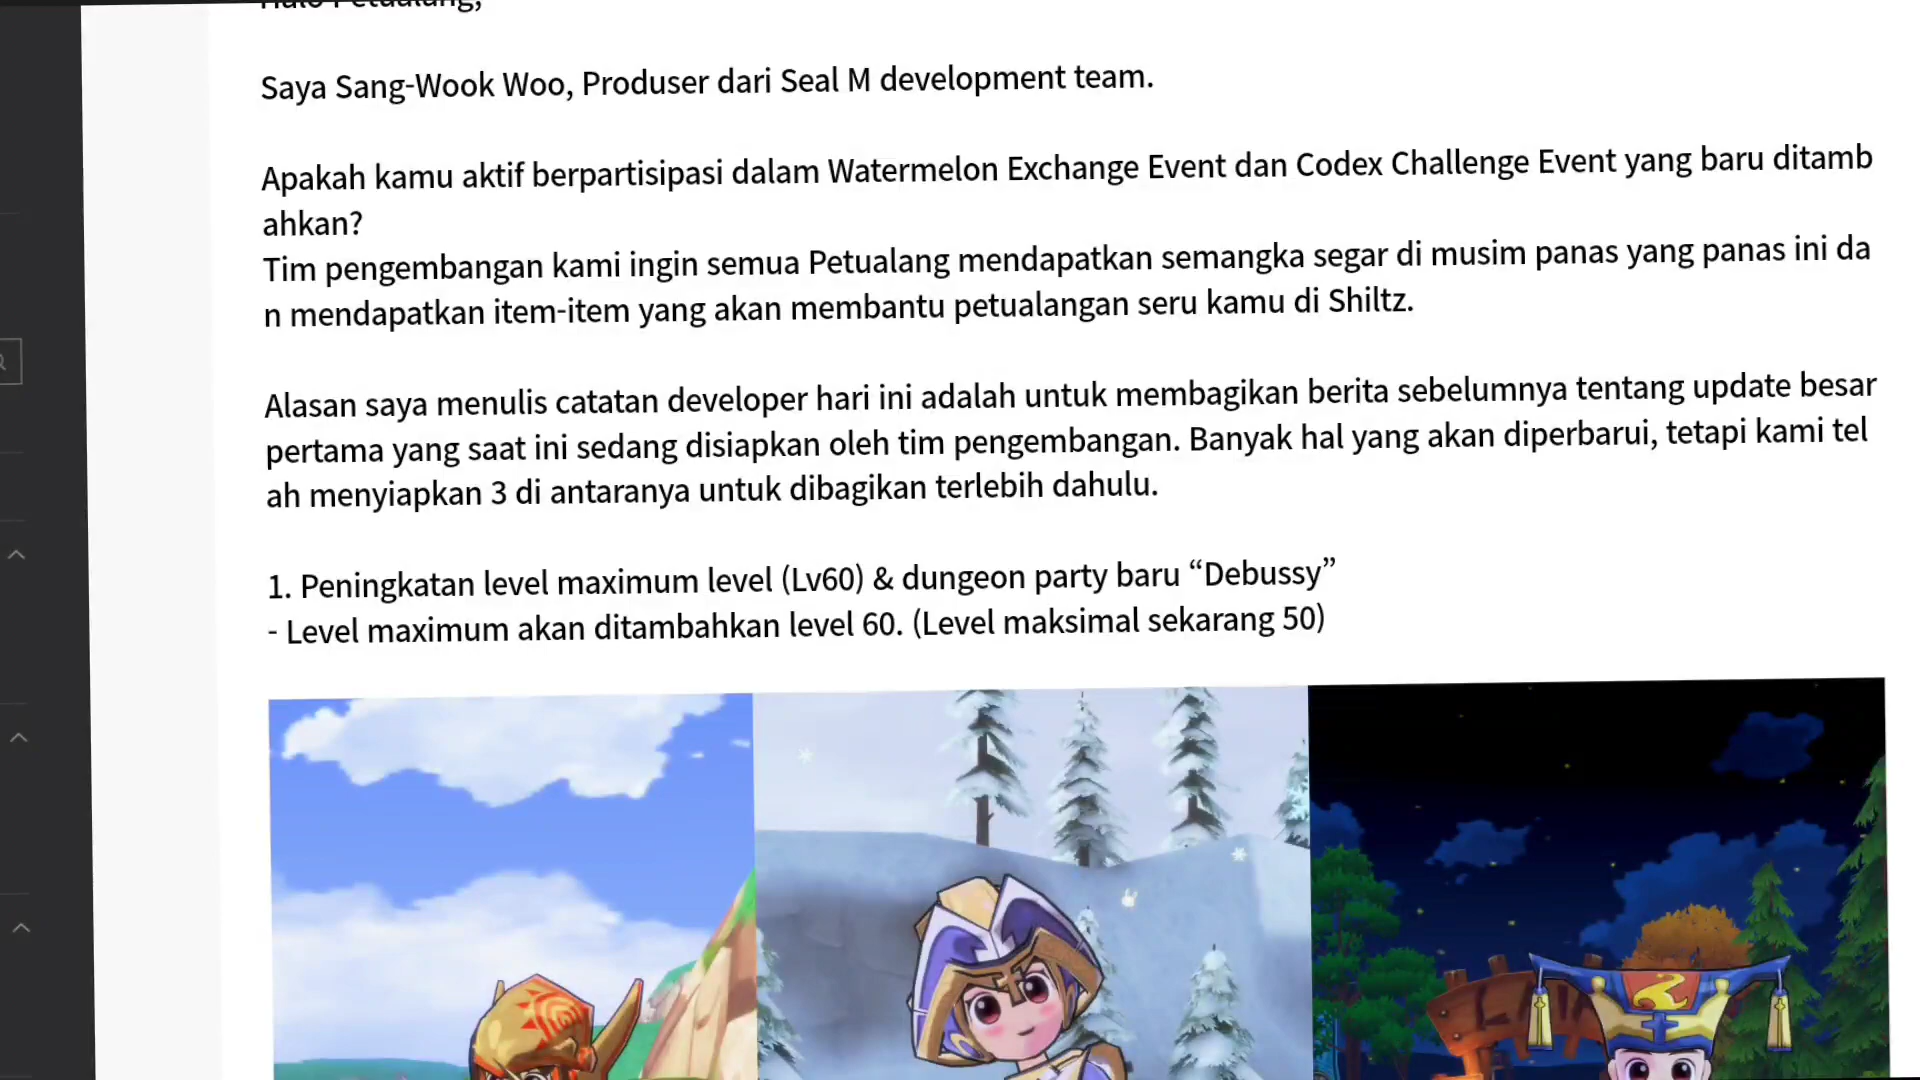 Halo Petualang,
Saya Sang-Wook Woo, Produser dari Seal M development team.
Apakah kamu aktif berpartisipasi dalam Watermelon Exchange Event dan Codex Challenge Event yang baru ditamb
ahkan?
Tim pengembangan kami ingin semua Petualang mendapatkan semangka segar di musim panas yang panas ini da
n mendapatkan item-item yang akan membantu petualangan seru kamu di Shiltz.
Alasan saya menulis catatan developer hari ini adalah untuk membagikan berita sebelumnya tentang update besar
pertama yang saat ini sedang disiapkan oleh tim pengembangan. Banyak hal yang akan diperbarui, tetapi kami tel
ah menyiapkan 3 di antaranya untuk dibagikan terlebih dahulu.
1. Peningkatan level maximum level (Lv60) & dungeon party baru “Debussy”
- Level maximum akan ditambahkan level 60. (Level maksimal sekarang 50)